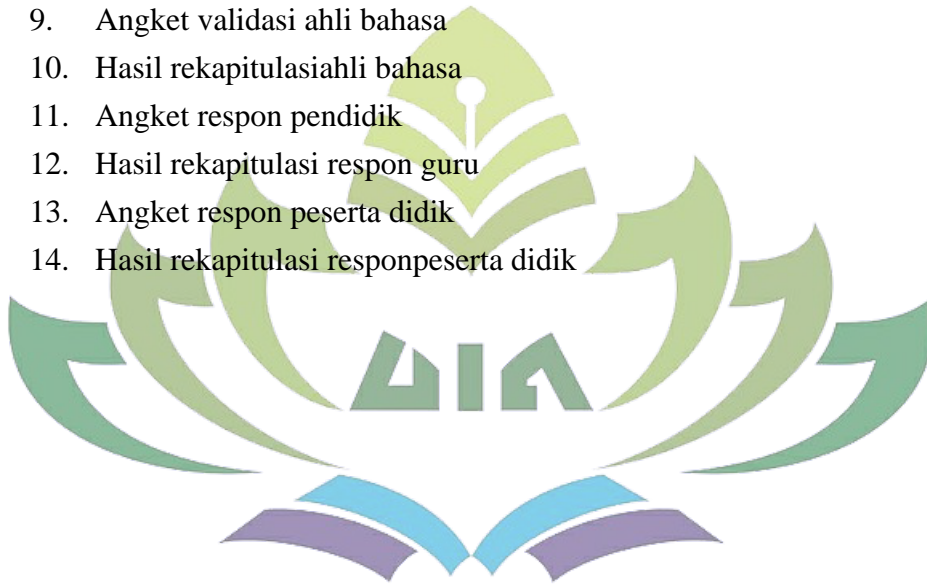 9. Angket validasi ahli bahasa
10. Hasil rekapitulasiahli bahasa
11. Angket respon pendidik
12. Hasil rekapitulasi respon guru
13. Angket respon peserta didik
14. Hasil rekapitulasi responpeserta didik
UIN